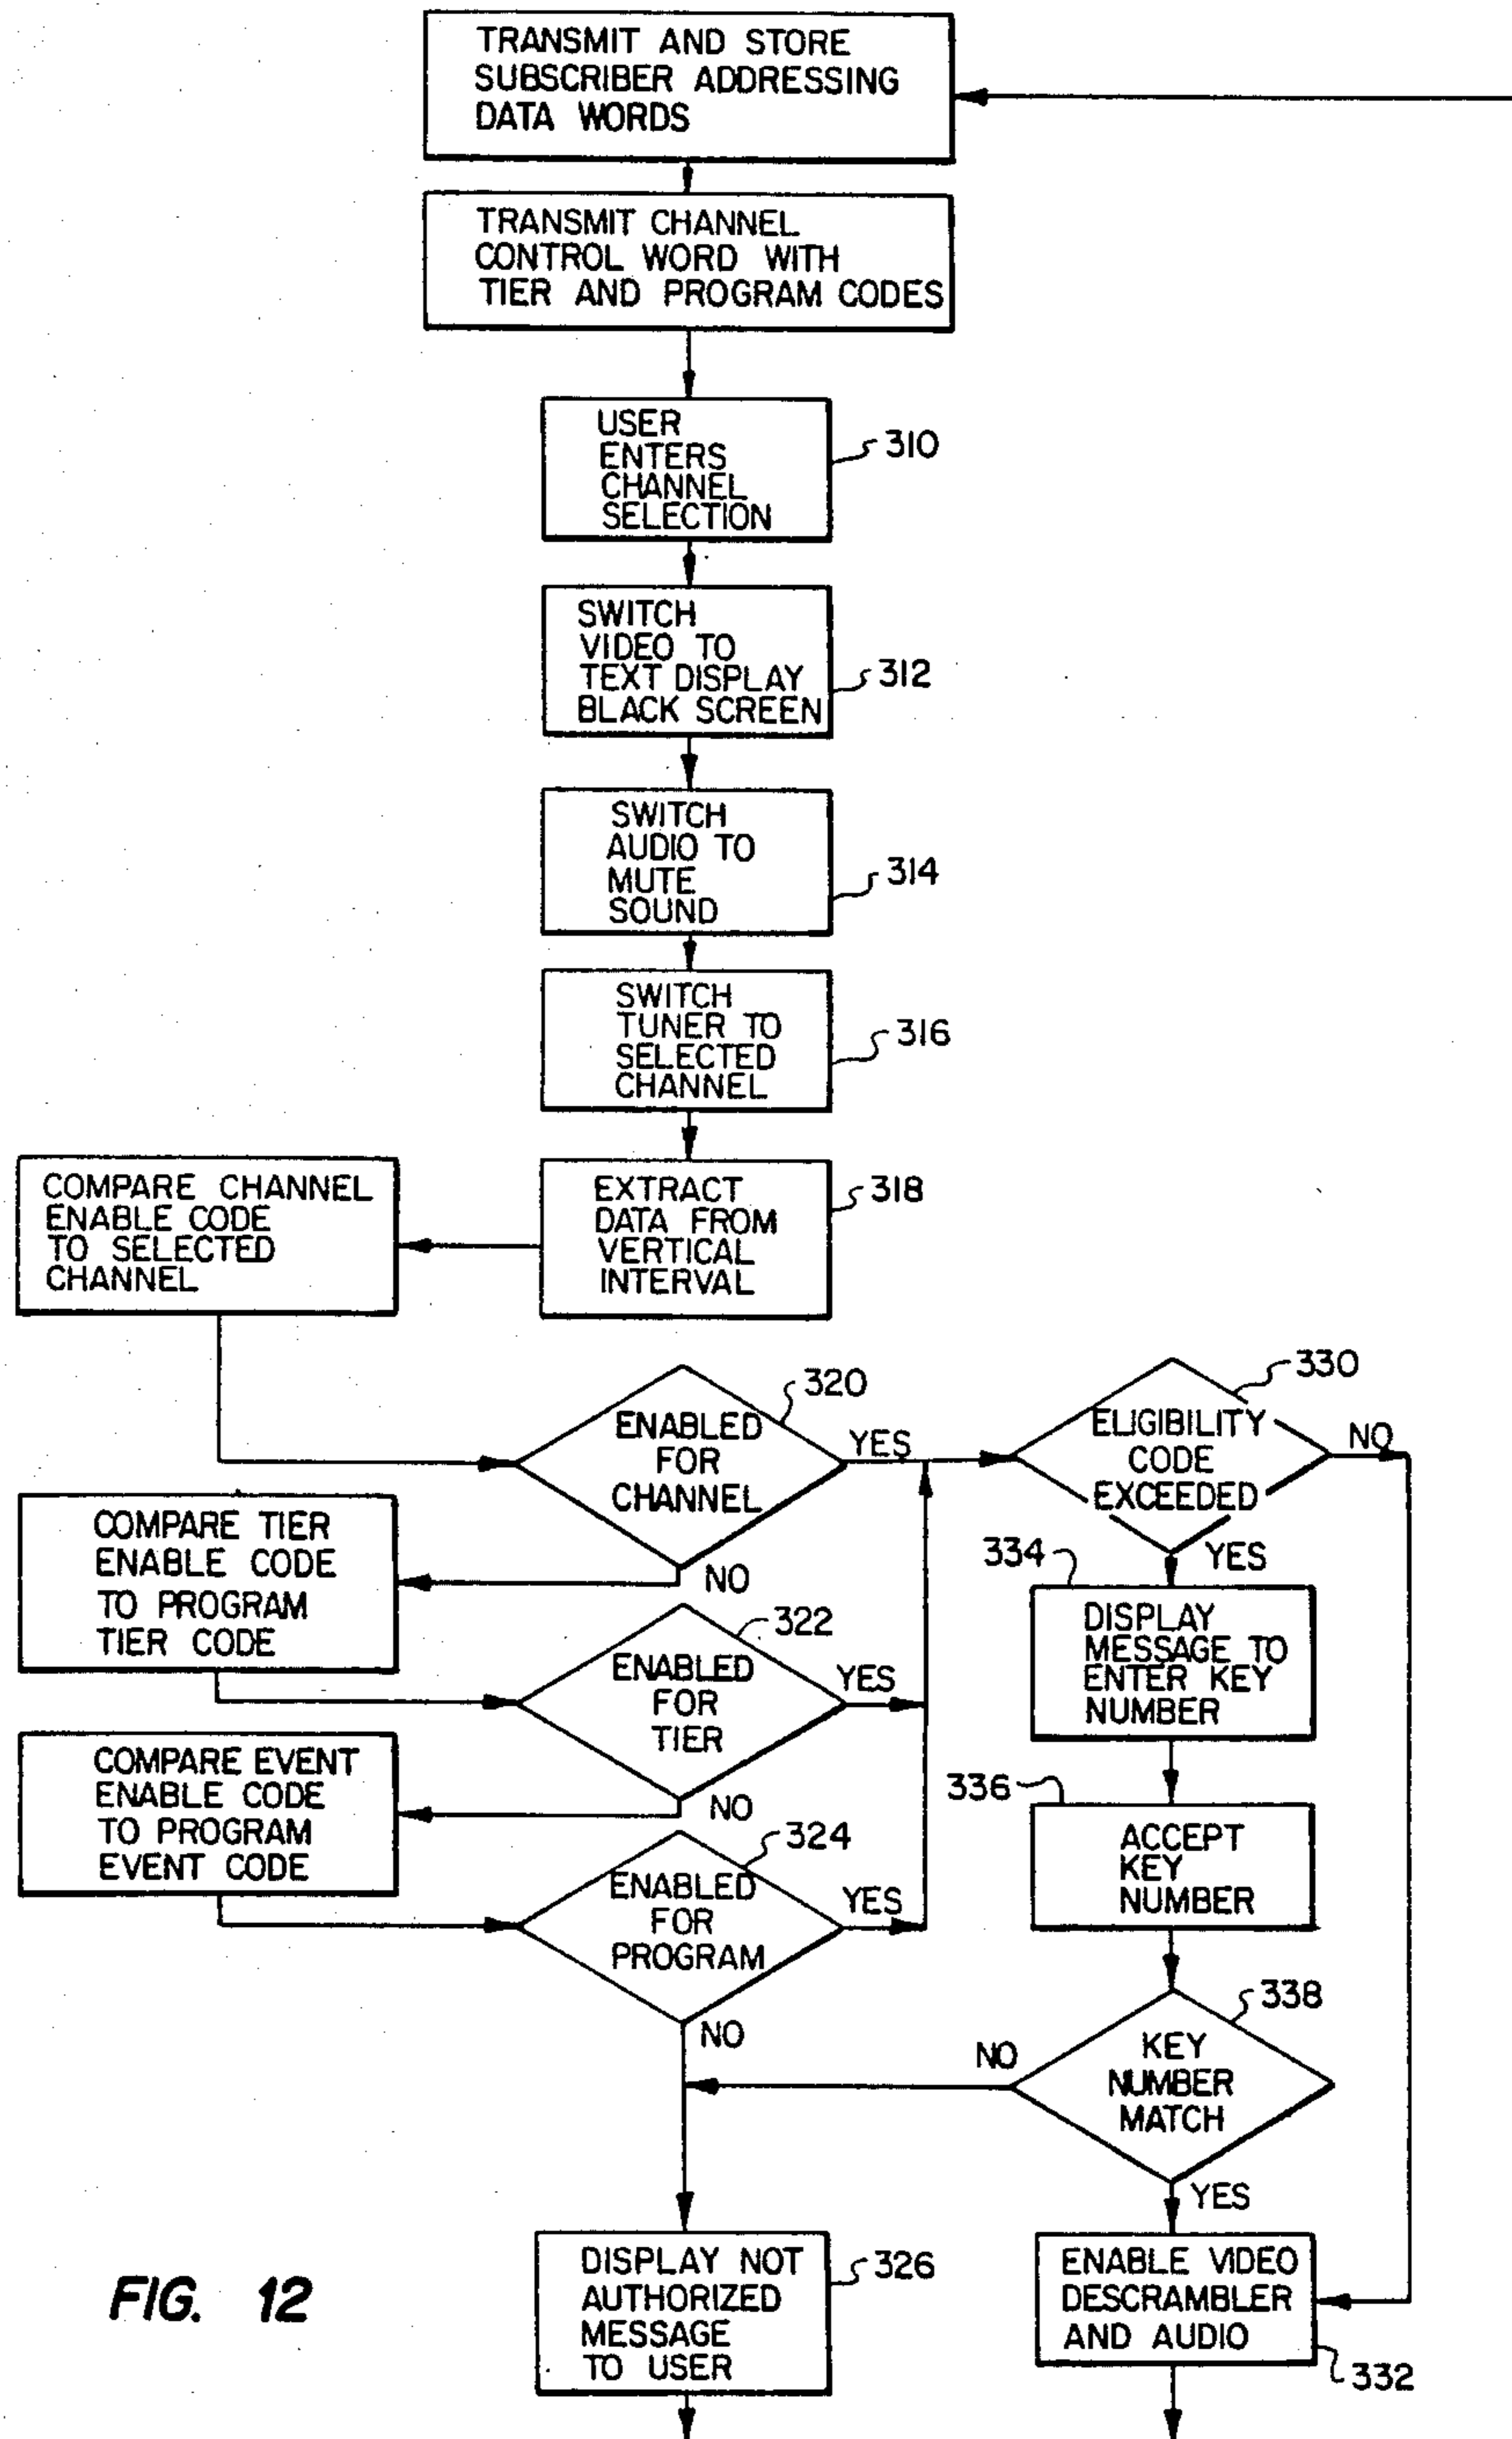 TRANSMIT AND STORE
SUBSCRIBER ADDRESSING
DATA WORDS
TRANSMIT CHANNEL
CONTROL WORD WITH
TIER AND PROGRAM CODES
USER
ENTERS
CHANNEL
SELECTION
310
SWITCH
VIDEO TO
TEXT DISPLAY
BLACK SCREEN
312
SWITCH
AUDIO TO
MUTE
SOUND
314
SWITCH
TUNER TO
SELECTED
CHANNEL
316
EXTRACT
DATA FROM
VERTICAL
INTERVAL
318
COMPARE CHANNEL
ENABLE CODE
TO SELECTED
CHANNEL
ENABLED
FOR
CHANNEL
320
YES
NO
COMPARE TIER
ENABLE CODE
TO PROGRAM
TIER CODE
ENABLED
FOR
TIER
322
YES
NO
COMPARE EVENT
ENABLE CODE
TO PROGRAM
EVENT CODE
ENABLED
FOR
PROGRAM
324
YES
NO
ELIGIBILITY
CODE
EXCEEDED
330
NO
YES
334
DISPLAY
MESSAGE TO
ENTER KEY
NUMBER
336
ACCEPT
KEY
NUMBER
KEY
NUMBER
MATCH
338
NO
YES
DISPLAY NOT
AUTHORIZED
MESSAGE
TO USER
326
ENABLE VIDEO
DESCRAMBLER
AND AUDIO
332
FIG. 12